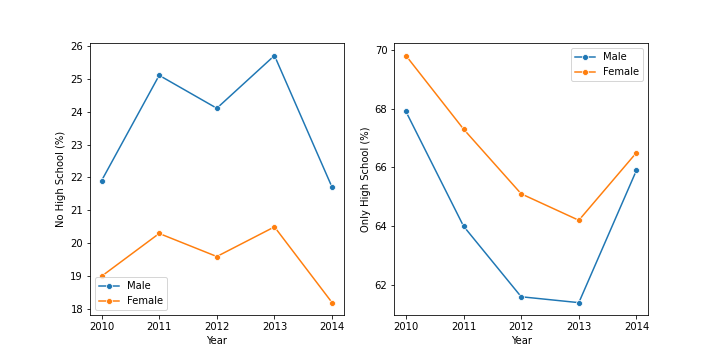 26
25
24
23
22
21
20
19
18
No High School (%)
Male
Female
2010 2011 2012 2013 2014
Year
70
68
66
64
62
Only High School (%)
Male
Female
2010 2011 2012 2013 2014
Year